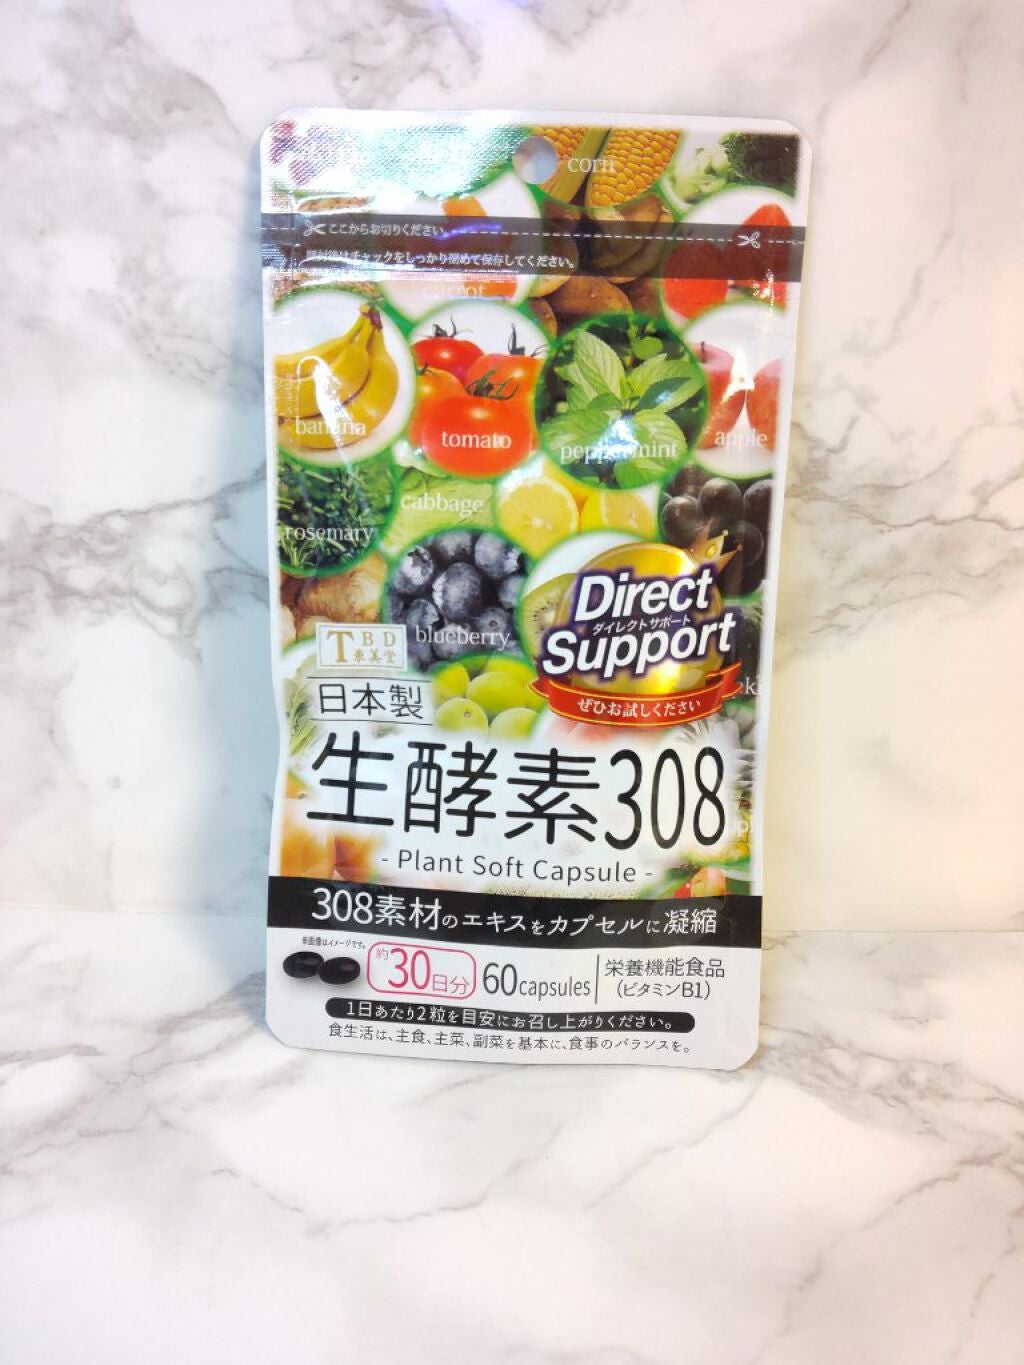 corn
ここからお切りください。
開封後はチャックをしっかり閉めて保存してください。
carrot
banana
tomato
peppermint
apple
rosemary
cabbage
blueberry
Direct
ダイレクトサポート
Support
ぜひお試しください
TBD
東美堂
日本製
生酵素308
- Plant Soft Capsule -
308素材のエキスをカプセルに凝縮
※画像はイメージです。
約30日分
60capsules
栄養機能食品
(ビタミンB1)
1日あたり2粒を目安にお召し上がりください。
食生活は、主食、主菜、副菜を基本に、食事のバランスを。